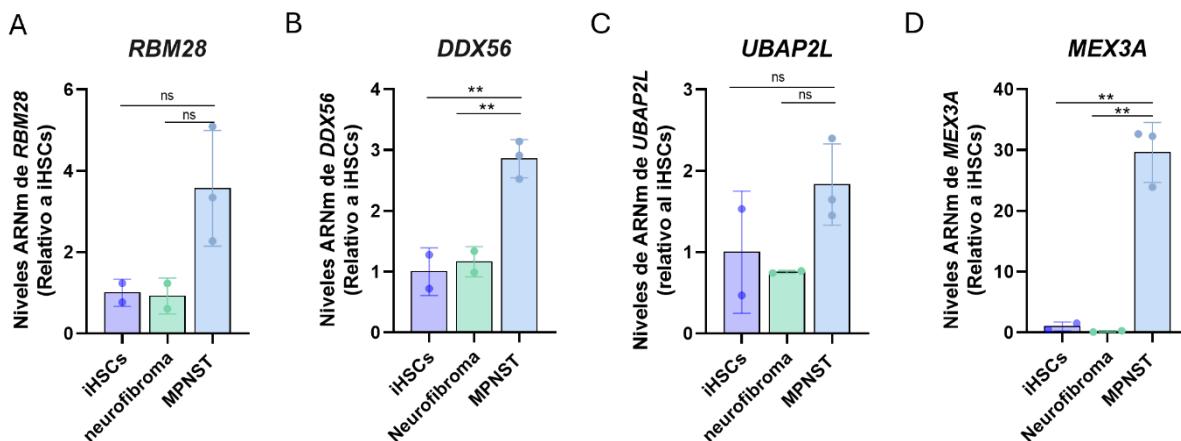 A
RBM28
Niveles ARNm de RBM28
(Relativo a iHSCs)
6
4
2
0
ns
ns
iHSCs
neurofibroma
MPNST
B
DDX56
Niveles ARNm de DDX56
(Relativo a iHSCs)
4
3
2
1
0
**
**
iHSCs
neurofibroma
MPNST
C
UBAP2L
Niveles ARNm de UBAP2L
(relativo al iHSCs)
3
2
1
0
ns
ns
iHSCs
neurofibroma
MPNST
D
MEX3A
Niveles ARNm de MEX3A
(Relativo a iHSCs)
40
30
20
10
0
**
**
iHSCs
Neurofibroma
MPNST